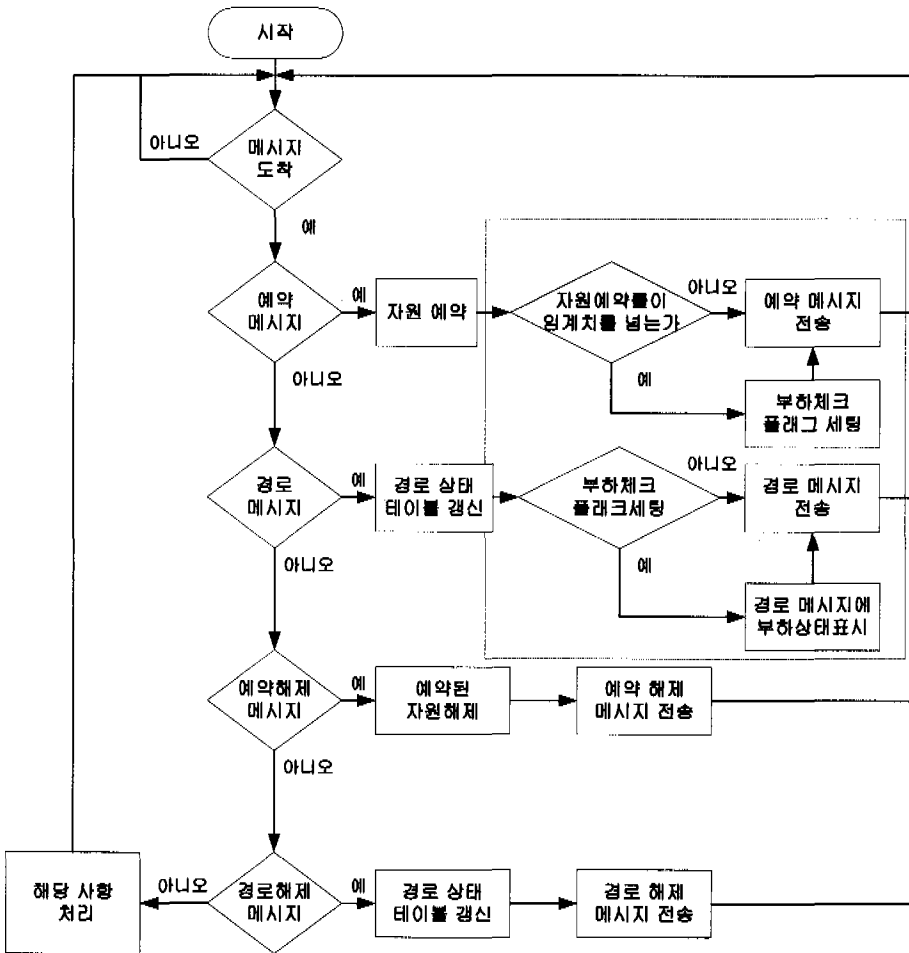 시작
아니오
메시지
도착
예
예약
메시지
예
자원 예약
자원예약률이
임계치를 넘는가
아니오
예약 메시지
전송
예
부하체크
플래그 세팅
아니오
경로
메시지
예
경로 상태
테이블 갱신
부하체크
플래크세팅
아니오
경로 메시지
전송
예
경로 메시지에
부하상태표시
아니오
예약해제
메시지
예
예약된
자원해제
예약 해제
메시지 전송
아니오
해당 사항
처리
아니오
경로해제
메시지
예
경로 상태
테이블 갱신
경로 해제
메시지 전송